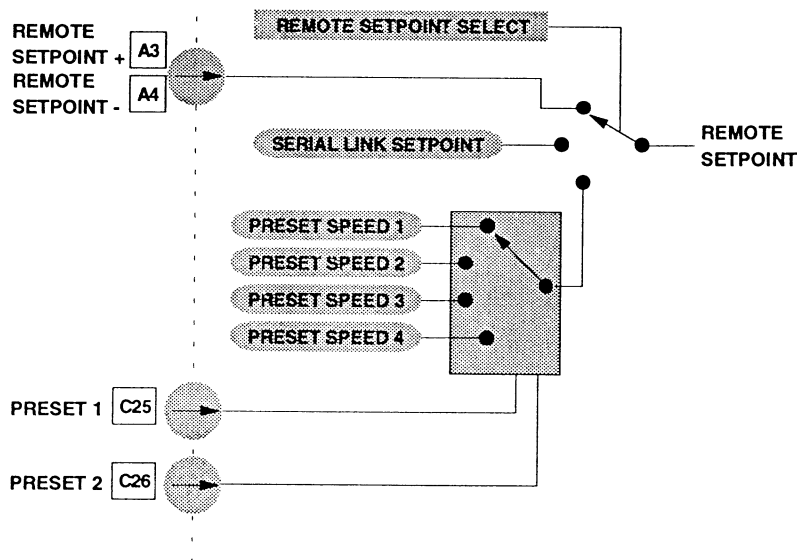 REMOTE SETPOINT SELECT
REMOTE
SETPOINT + A3
REMOTE
SETPOINT - A4
SERIAL LINK SETPOINT
REMOTE
SETPOINT
PRESET SPEED 1
PRESET SPEED 2
PRESET SPEED 3
PRESET SPEED 4
PRESET 1 C25
PRESET 2 C26